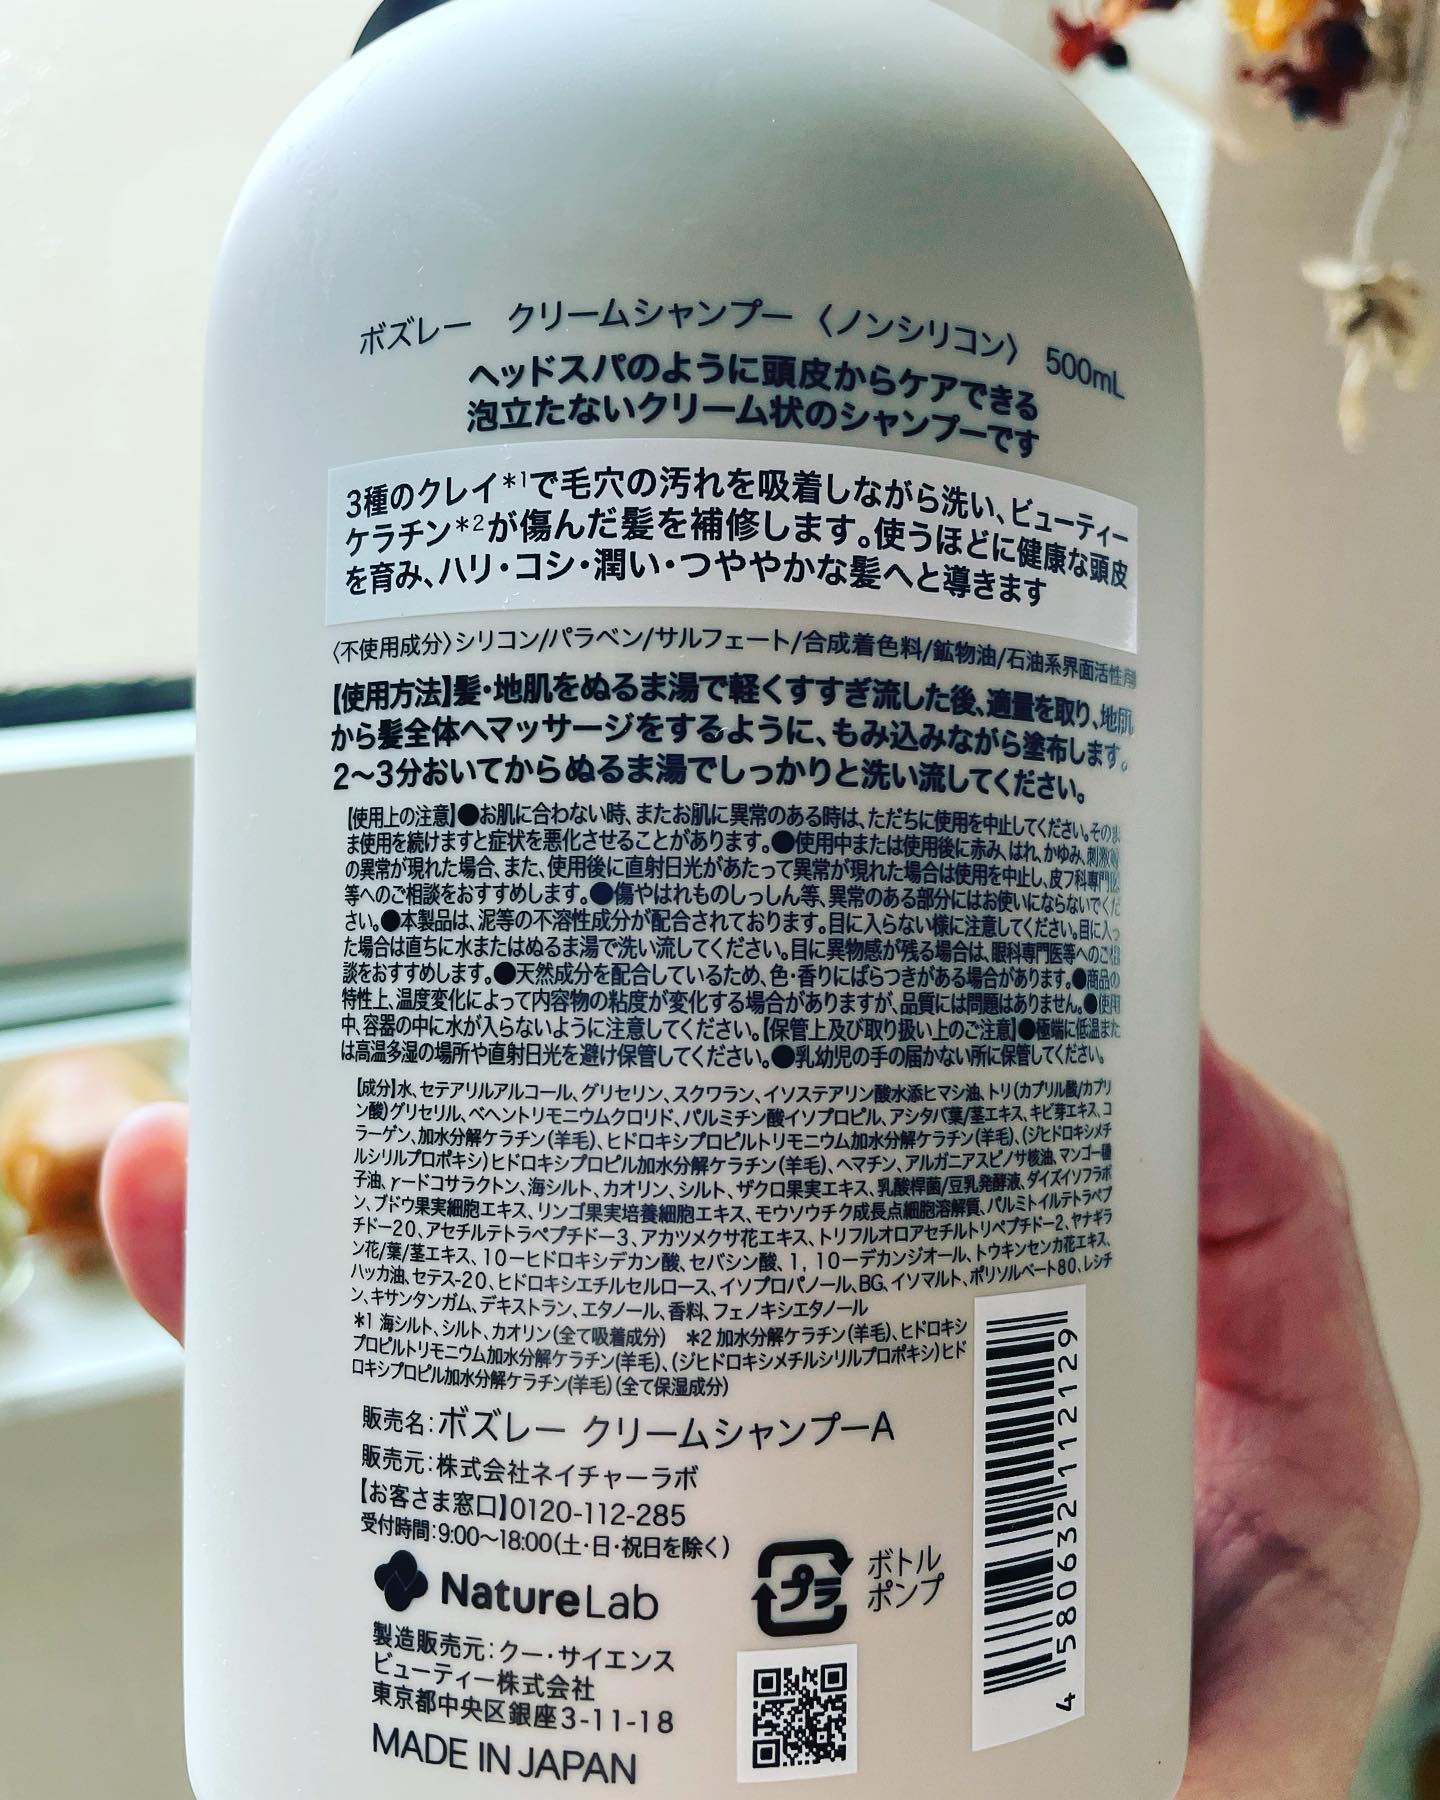 ボズレー クリームシャンプー 〈ノンシリコン〉 500mL
ヘッドスパのように頭皮からケアできる
泡立たないクリーム状のシャンプーです
3種のクレイ*1で毛穴の汚れを吸着しながら洗い、ビューティー
ケラチン*2が傷んだ髪を補修します。使うほどに健康な頭皮
を育み、ハリ・コシ・潤い・つややかな髪へと導きます
〈不使用成分〉シリコン/パラベン/サルフェート/合成着色料/鉱物油/石油系界面活性剤
【使用方法】髪・地肌をぬるま湯で軽くすすぎ流した後、適量を取り、地肌
から髪全体へマッサージをするように、もみ込みながら塗布します。
2〜3分おいてからぬるま湯でしっかりと洗い流してください。
【使用上の注意】●お肌に合わない時、またお肌に異常のある時は、ただちに使用を中止してください。そのま
ま使用を続けますと症状を悪化させることがあります。●使用中または使用後に赤み、はれ、かゆみ、刺激等
の異常が現れた場合、また、使用後に直射日光があたって異常が現れた場合は使用を中止し、皮フ科専門医
等へのご相談をおすすめします。●傷やはれものしっしん等、異常のある部分にはお使いにならないでくだ
さい。●本製品は、泥等の不溶性成分が配合されております。目に入らない様に注意してください。目に入っ
た場合は直ちに水またはぬるま湯で洗い流してください。目に異物感が残る場合は、眼科専門医等へのご相
談をおすすめします。●天然成分を配合しているため、色・香りにばらつきがある場合があります。●商品の
特性上、温度変化によって内容物の粘度が変化する場合がありますが、品質には問題はありません。●使用
中、容器の中に水が入らないように注意してください。【保管上及び取り扱い上のご注意】●極端に低温また
は高温多湿の場所や直射日光を避け保管してください。●乳幼児の手の届かない所に保管してください。
【成分】水、セテアリルアルコール、グリセリン、スクワラン、イソステアリン酸水添ヒマシ油、トリ(カプリル酸/カプリ
ン酸)グリセリル、ベヘントリモニウムクロリド、パルミチン酸イソプロピル、アシタバ葉/茎エキス、キビ芽エキス、コ
ラーゲン、加水分解ケラチン(羊毛)、ヒドロキシプロピルトリモニウム加水分解ケラチン(羊毛)、(ジヒドロキシメチ
ルシリルプロポキシ)ヒドロキシプロピル加水分解ケラチン(羊毛)、ヘマチン、アルガニアスピノサ核油、マンゴー種
子油、γ－ドコサラクトン、海シルト、カオリン、シルト、ザクロ果実エキス、乳酸桿菌/豆乳発酵液、ダイズイソフラボ
ン、ブドウ果実細胞エキス、リンゴ果実培養細胞エキス、モウソウチク成長点細胞溶解質、パルミトイルテトラペプ
チド－20、アセチルテトラペプチド－3、アカツメクサ花エキス、トリフルオロアセチルトリペプチド－2、ヤナギラ
ン花/葉/茎エキス、10－ヒドロキシデカン酸、セバシン酸、1, 10－デカンジオール、トウキンセンカ花エキス、
ハッカ油、セテス-20、ヒドロキシエチルセルロース、イソプロパノール、BG、イソマルト、ポリソルベート80、レシチ
ン、キサンタンガム、デキストラン、エタノール、香料、フェノキシエタノール
*1 海シルト、シルト、カオリン(全て吸着成分) *2 加水分解ケラチン(羊毛)、ヒドロキシ
プロピルトリモニウム加水分解ケラチン(羊毛)、(ジヒドロキシメチルシリルプロポキシ)ヒド
ロキシプロピル加水分解ケラチン(羊毛)(全て保湿成分)
販売名：ボズレー クリームシャンプーA
販売元：株式会社ネイチャーラボ
【お客さま窓口】0120-112-285
受付時間：9:00〜18:00(土・日・祝日を除く)
NatureLab
プラ
ボトル
ポンプ
製造販売元：クー・サイエンス
ビューティー株式会社
東京都中央区銀座3-11-18
MADE IN JAPAN
4 580632 112129